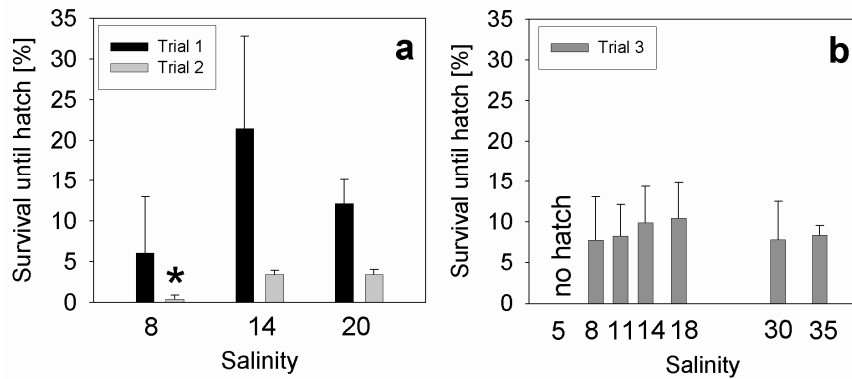 Survival until hatch [%]
35
30
25
20
15
10
5
0
Trial 1
Trial 2
a
*
8 14 20
Salinity
Survival until hatch [%]
35
30
25
20
15
10
5
0
Trial 3
b
no hatch
5 8 11 14 18 30 35
Salinity